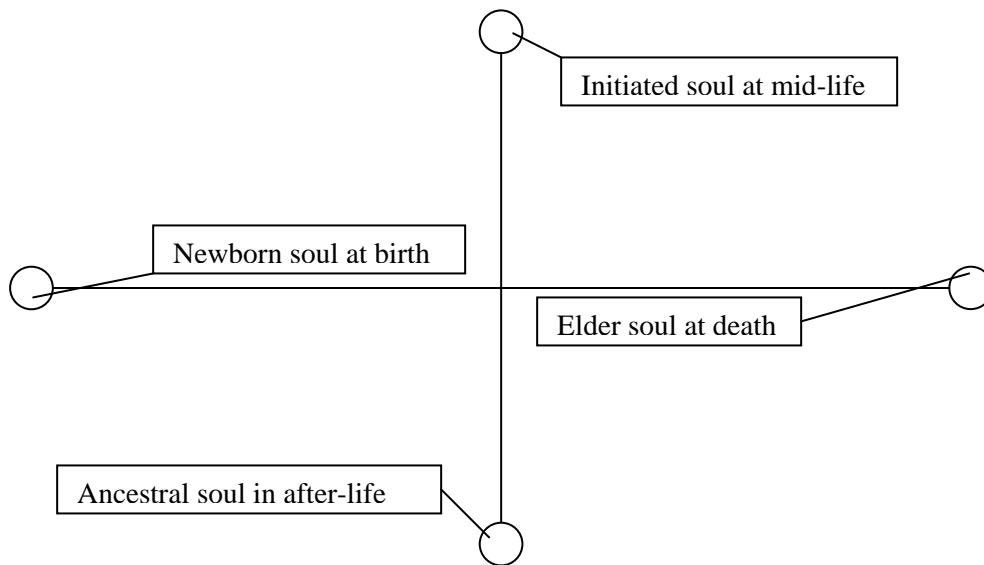 Initiated soul at mid-life
Newborn soul at birth
Elder soul at death
Ancestral soul in after-life